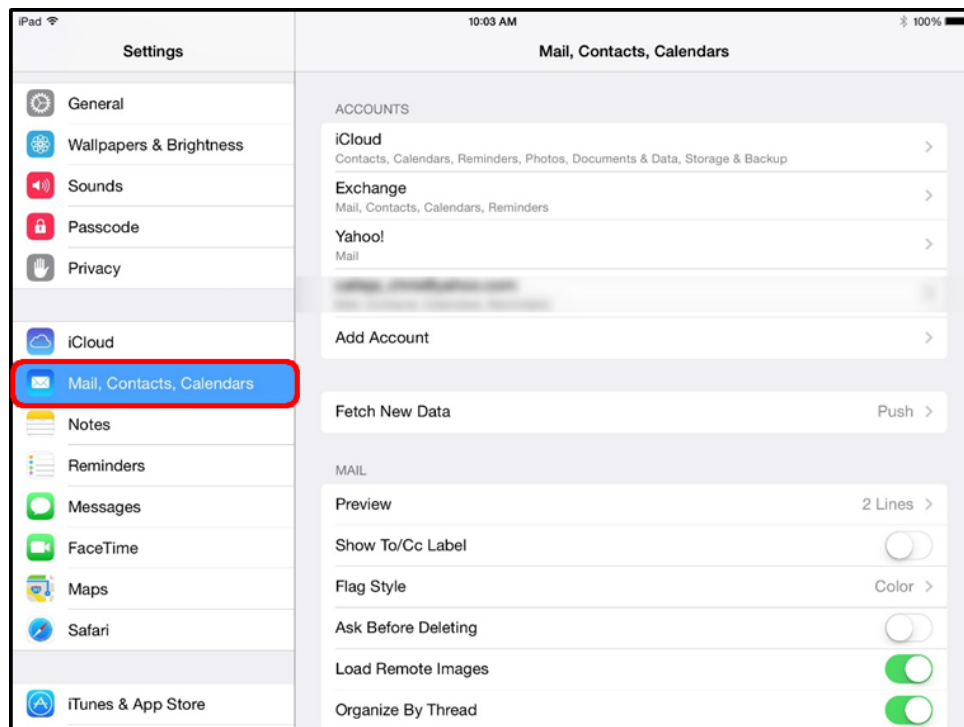 iPad 10:03 AM 100%
Settings
Mail, Contacts, Calendars
General
Wallpapers & Brightness
Sounds
Passcode
Privacy
iCloud
Mail, Contacts, Calendars
Notes
Reminders
Messages
FaceTime
Maps
Safari
iTunes & App Store
ACCOUNTS
iCloud
Contacts, Calendars, Reminders, Photos, Documents & Data, Storage & Backup
Exchange
Mail, Contacts, Calendars, Reminders
Yahoo!
Mail
Add Account
Fetch New Data Push
MAIL
Preview 2 Lines
Show To/Cc Label
Flag Style Color
Ask Before Deleting
Load Remote Images
Organize By Thread